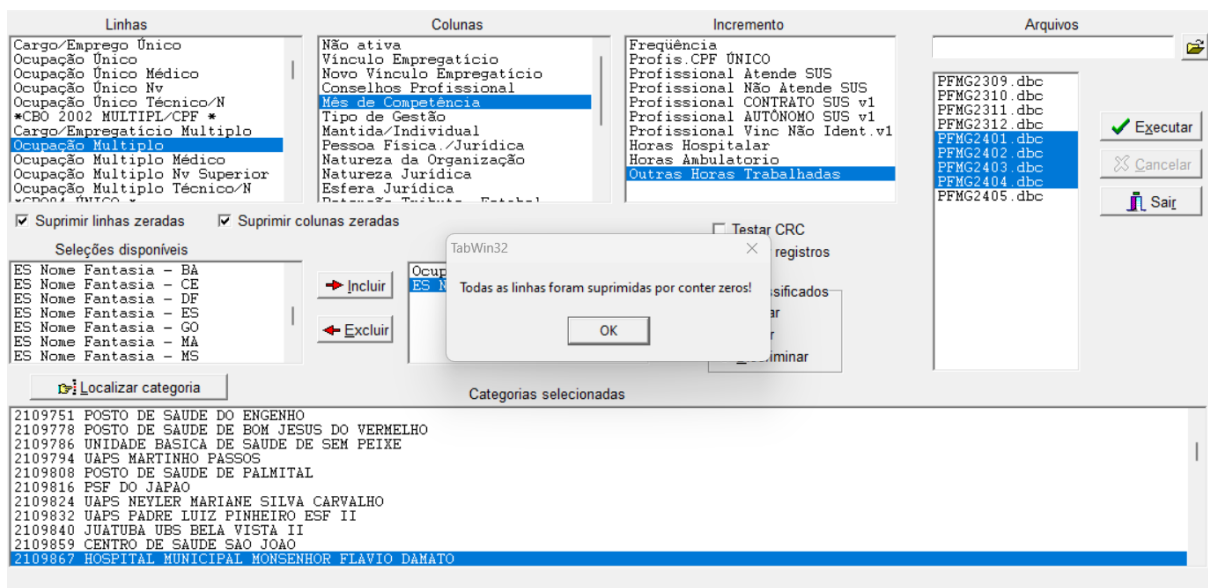 Linhas
Cargo/Emprego Único
Ocupação Único
Ocupação Único Médico
Ocupação Único Nv
Ocupação Único Técnico/N
*CBO 2002 MULTIPL/CPF *
Cargo/Empregatício Multiplo
Ocupação Multiplo
Ocupação Multiplo Médico
Ocupação Multiplo Nv Superior
Ocupação Multiplo Técnico/N
*CBO94 ÚNICO *
Colunas
Não ativa
Vínculo Empregatício
Novo Vínculo Empregatício
Conselhos Profissional
Mês de Competência
Tipo de Gestão
Mantida/Individual
Pessoa Física./Jurídica
Natureza da Organização
Natureza Jurídica
Esfera Jurídica
Incremento
Freqüência
Profis.CPF ÚNICO
Profissional Atende SUS
Profissional Não Atende SUS
Profissional CONTRATO SUS v1
Profissional AUTÔNOMO SUS v1
Profissional Vinc Não Ident.v1
Horas Hospitalar
Horas Ambulatorio
Outras Horas Trabalhadas
Arquivos
PFMG2309.dbc
PFMG2310.dbc
PFMG2311.dbc
PFMG2312.dbc
PFMG2401.dbc
PFMG2402.dbc
PFMG2403.dbc
PFMG2404.dbc
PFMG2405.dbc
Executar
Cancelar
Sair
Suprimir linhas zeradas
Suprimir colunas zeradas
Testar CRC
registros
Seleções disponíveis
ES Nome Fantasia - BA
ES Nome Fantasia - CE
ES Nome Fantasia - DF
ES Nome Fantasia - ES
ES Nome Fantasia - GO
ES Nome Fantasia - MA
ES Nome Fantasia - MS
Incluir
Excluir
Ocup
ES N
TabWin32
Todas as linhas foram suprimidas por conter zeros!
OK
ssificados
ar
r
iminar
Localizar categoria
Categorias selecionadas
2109751 POSTO DE SAUDE DO ENGENHO
2109778 POSTO DE SAUDE DE BOM JESUS DO VERMELHO
2109786 UNIDADE BASICA DE SAUDE DE SEM PEIXE
2109794 UAPS MARTINHO PASSOS
2109808 POSTO DE SAUDE DE PALMITAL
2109816 PSF DO JAPAO
2109824 UAPS NEYLER MARIANE SILVA CARVALHO
2109832 UAPS PADRE LUIZ PINHEIRO ESF II
2109840 JUATUBA UBS BELA VISTA II
2109859 CENTRO DE SAUDE SAO JOAO
2109867 HOSPITAL MUNICIPAL MONSENHOR FLAVIO DAMATO